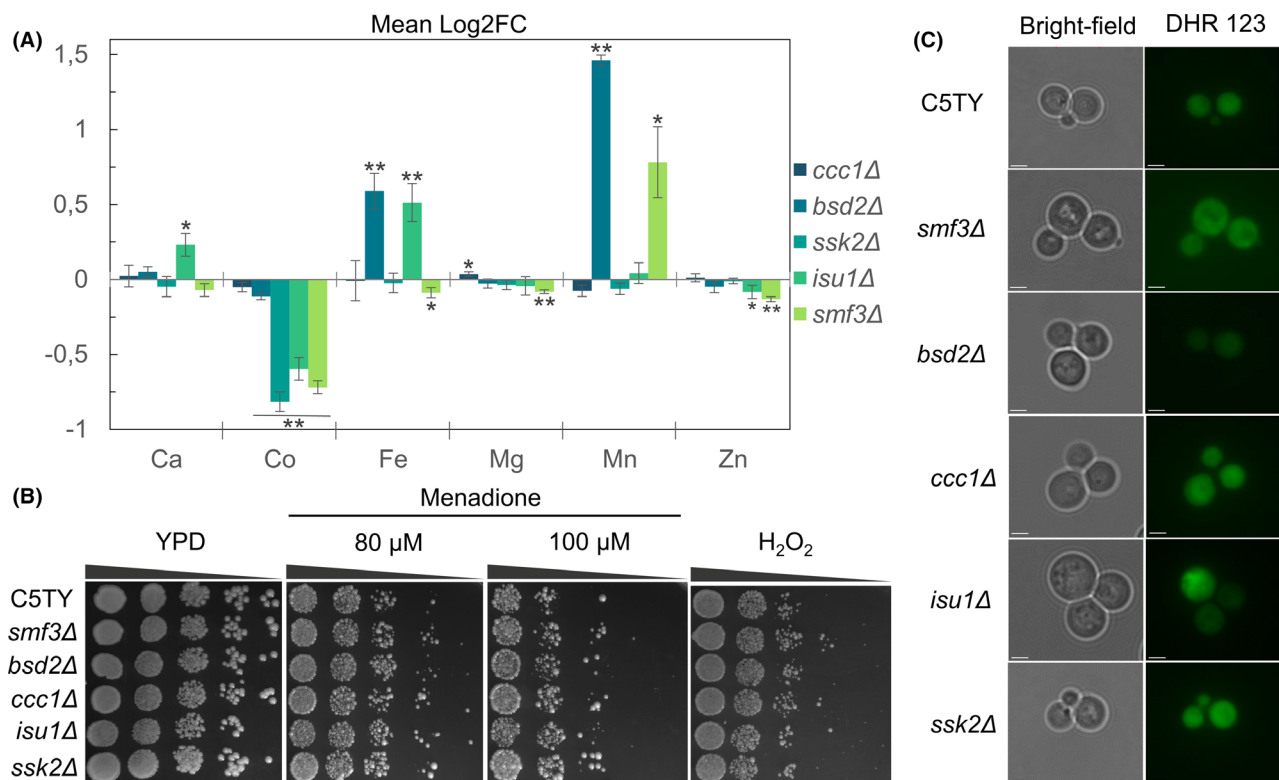 (A)
Mean Log2FC
1,5
1
0,5
0
-0,5
-1
** ** ** * * * ** * * ** **
Ca Co Fe Mg Mn Zn
ccc1Δ
bsd2Δ
ssk2Δ
isu1Δ
smf3Δ
(B)
Menadione
YPD 80 µM 100 µM H₂O₂
C5TY
smf3Δ
bsd2Δ
ccc1Δ
isu1Δ
ssk2Δ
(C)
Bright-field DHR 123
C5TY
smf3Δ
bsd2Δ
ccc1Δ
isu1Δ
ssk2Δ